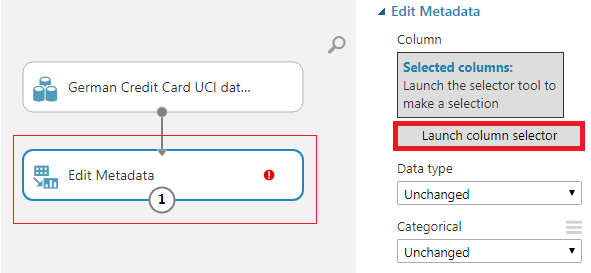 German Credit Card UCI dat...
Edit Metadata
1
Edit Metadata
Column
Selected columns:
Launch the selector tool to
make a selection
Launch column selector
Data type
Unchanged
Categorical
Unchanged